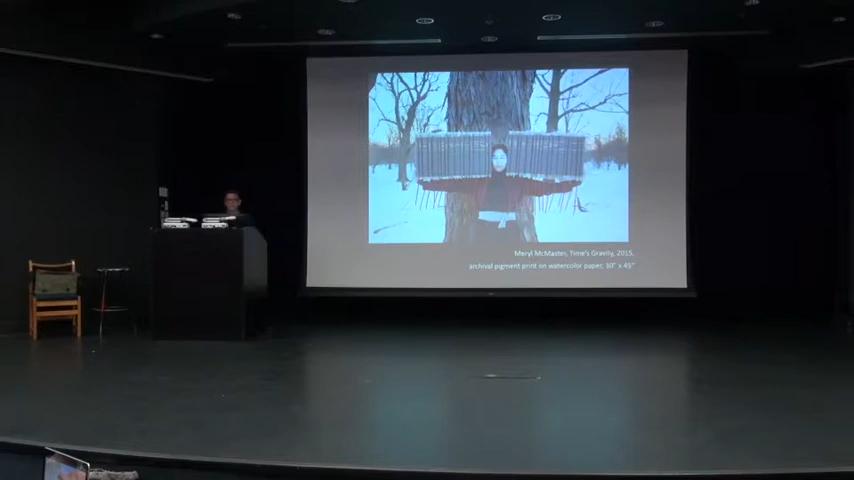 Meryl McMaster, Time's Gravity, 2015,
archival pigment print on watercolor paper, 30" x 45"